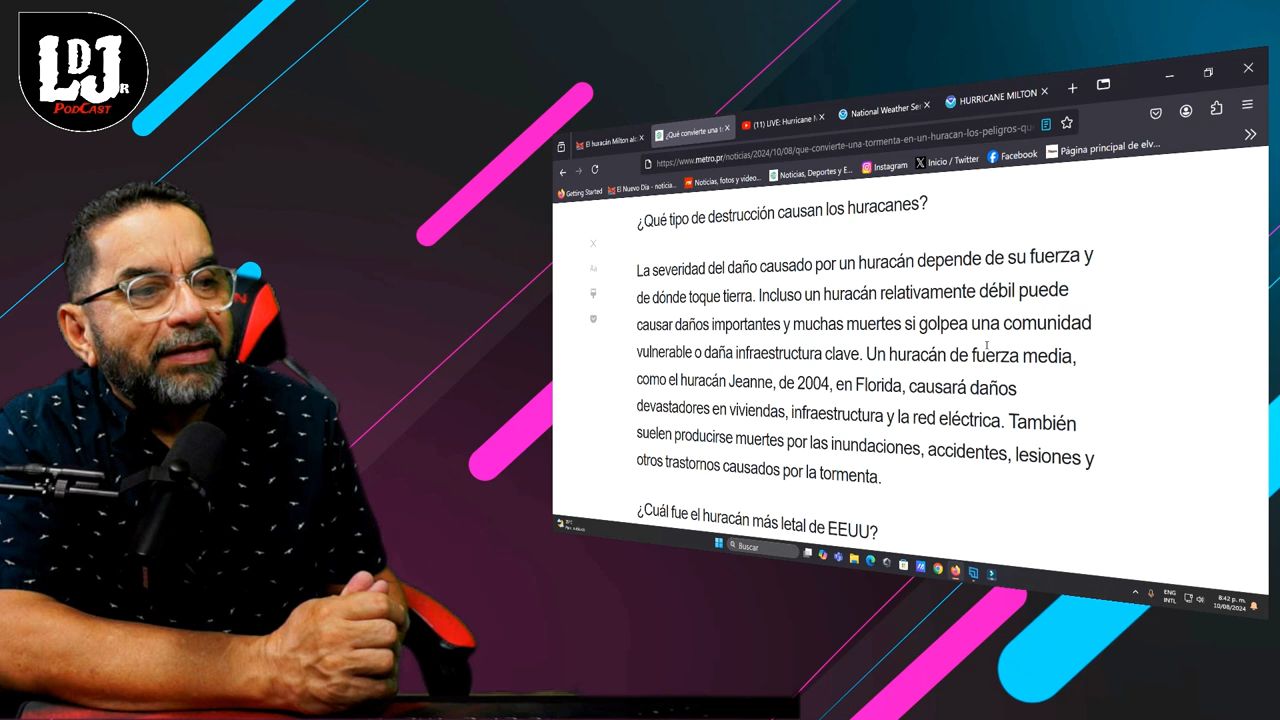 LDJR
PODCAST
El huracán Milton al
¿Qué convierte una t
(11) LIVE: Hurricane M
National Weather Ser
HURRICANE MILTON
https://www.metro.pr/noticias/2024/10/08/que-convierte-una-tormenta-en-un-huracan-los-peligros-qu
Getting Started
El Nuevo Día - noticia...
Noticias, fotos y video...
Noticias, Deportes y E...
Instagram
Inicio / Twitter
Facebook
Página principal de elv...
¿Qué tipo de destrucción causan los huracanes?
La severidad del daño causado por un huracán depende de su fuerza y
de dónde toque tierra. Incluso un huracán relativamente débil puede
causar daños importantes y muchas muertes si golpea una comunidad
vulnerable o daña infraestructura clave. Un huracán de fuerza media,
como el huracán Jeanne, de 2004, en Florida, causará daños
devastadores en viviendas, infraestructura y la red eléctrica. También
suelen producirse muertes por las inundaciones, accidentes, lesiones y
otros trastornos causados por la tormenta.
¿Cuál fue el huracán más letal de EEUU?
Buscar
ENG
INTL
8:42 p. m.
10/08/2024